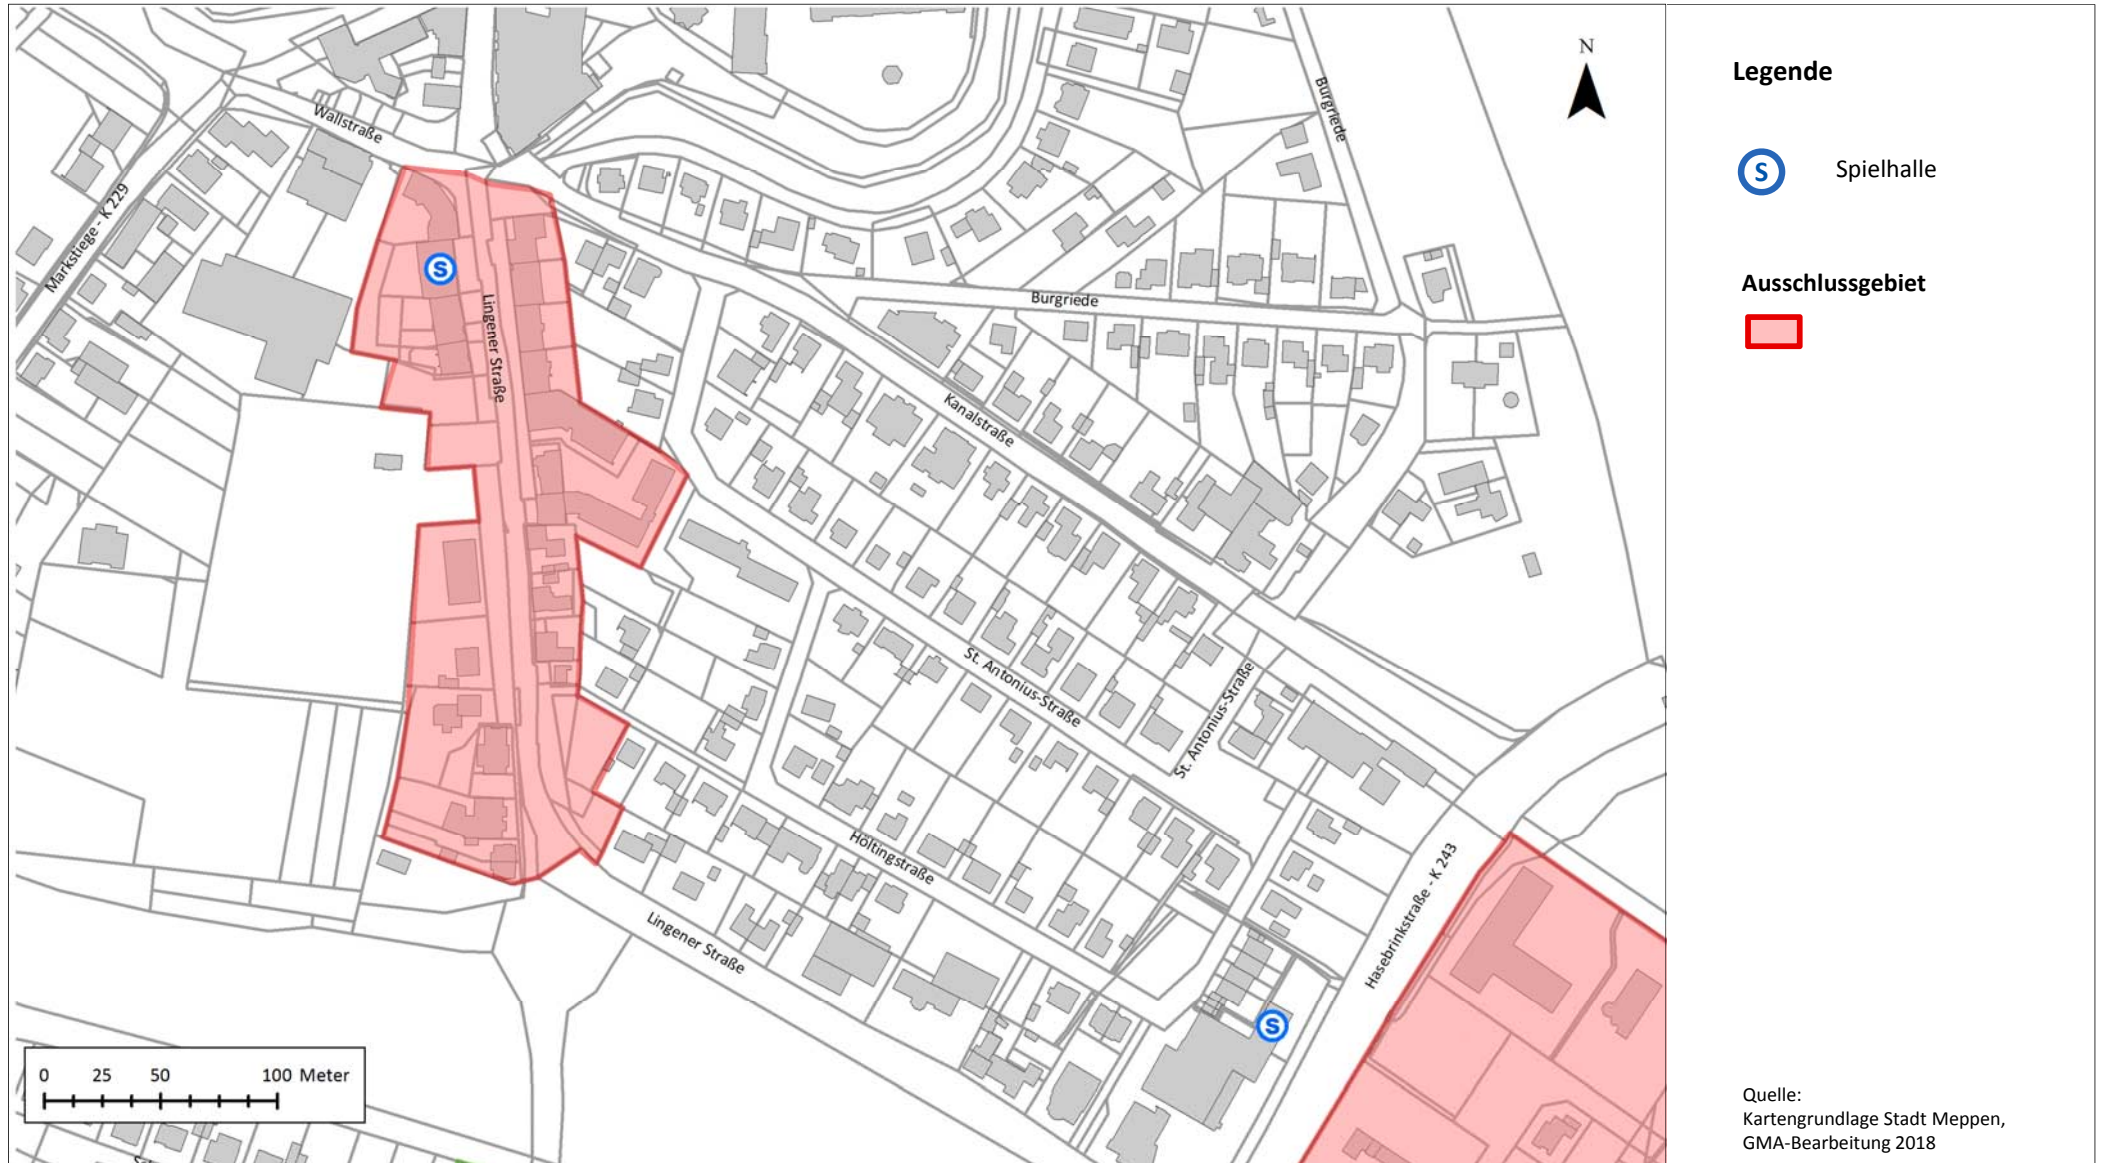 N
Wallstraße
Burgriede
Markstiege - K 229
S
Lingener Straße
Burgriede
Kanalstraße
St. Antonius-Straße
St. Antonius-Straße
Höltingstraße
Hasebrinkstraße - K 243
Lingener Straße
S
0 25 50 100 Meter
Legende
S Spielhalle
Ausschlussgebiet
Quelle:
Kartengrundlage Stadt Meppen,
GMA-Bearbeitung 2018